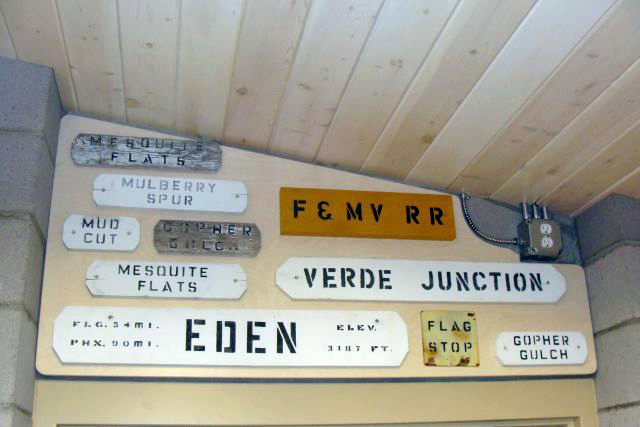 MESQUITE
FLATS
MULBERRY
SPUR
MUD
CUT
GOPHER
GULCH
F & MV RR
MESQUITE
FLATS
VERDE JUNCTION
FLG. 54 MI.
PHX. 90 MI.
EDEN
ELEV.
3187 FT.
FLAG
STOP
GOPHER
GULCH